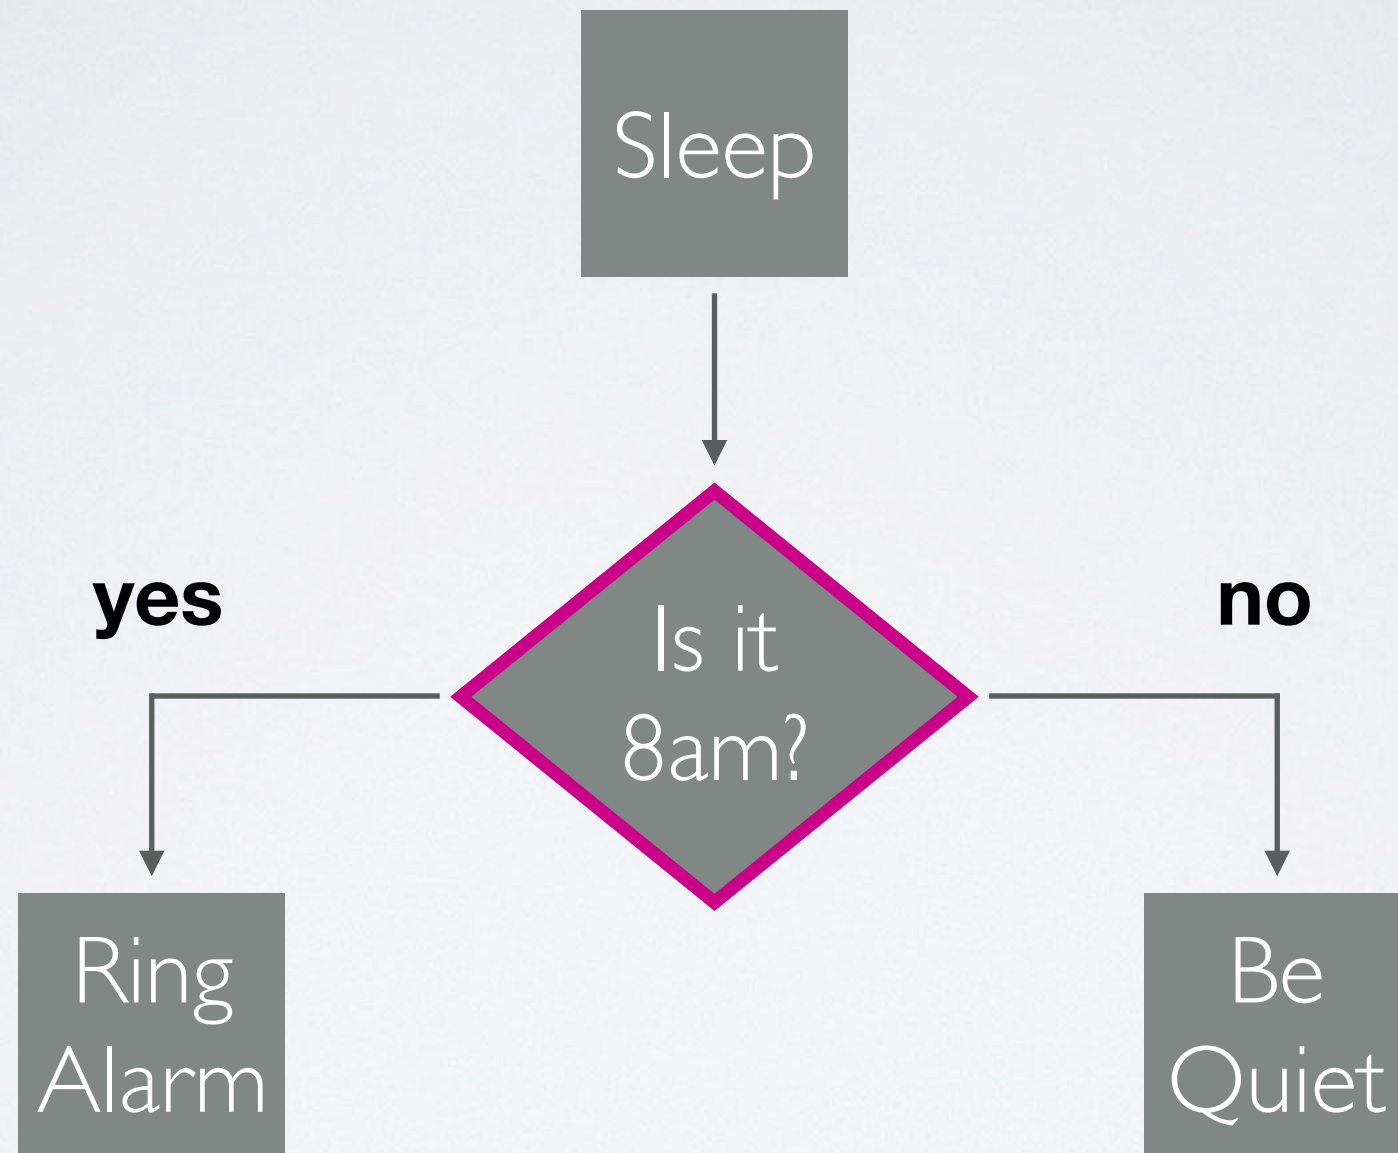 Sleep
yes
no
Is it
8am?
Ring
Alarm
Be
Quiet